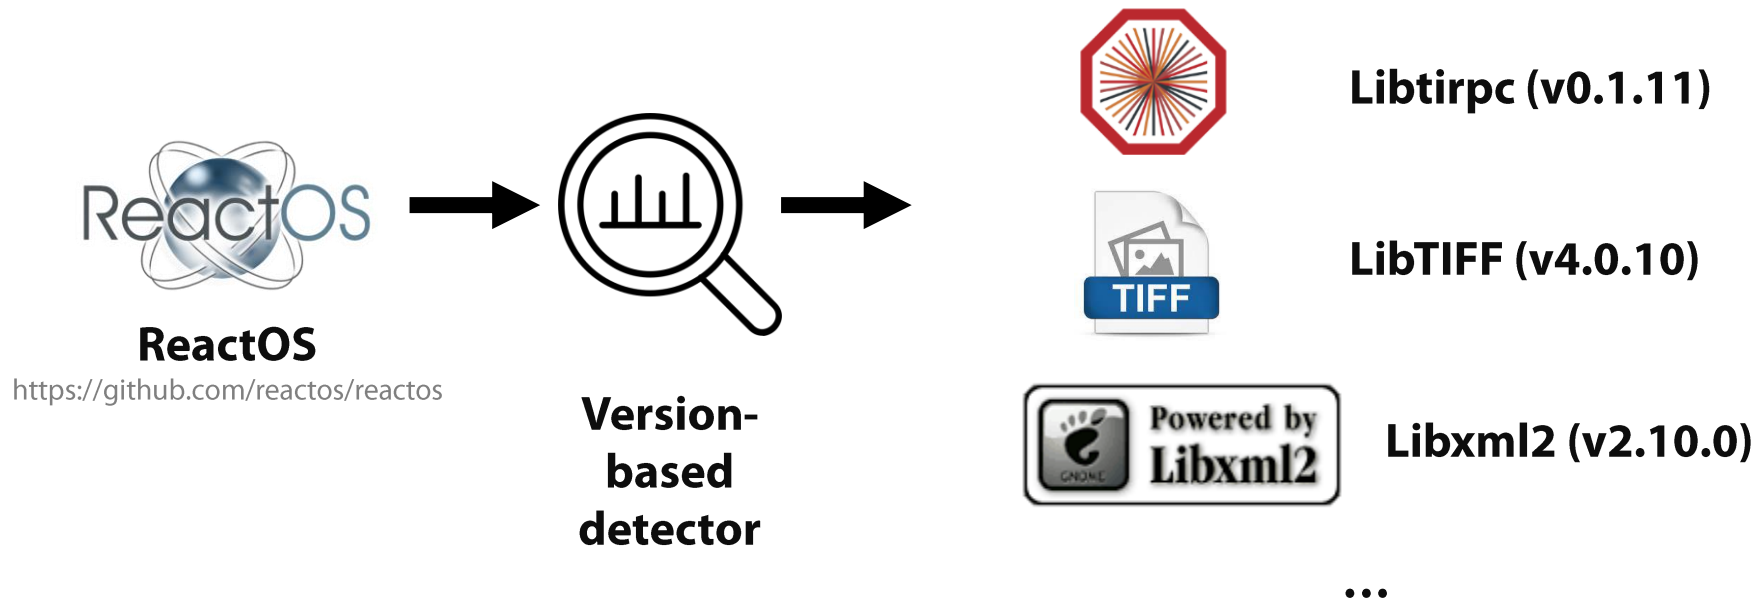 ReactOS
ReactOS
https://github.com/reactos/reactos
Version-
based
detector
Libtirpc (v0.1.11)
TIFF
LibTIFF (v4.0.10)
GNOME
Powered by
Libxml2
Libxml2 (v2.10.0)
...